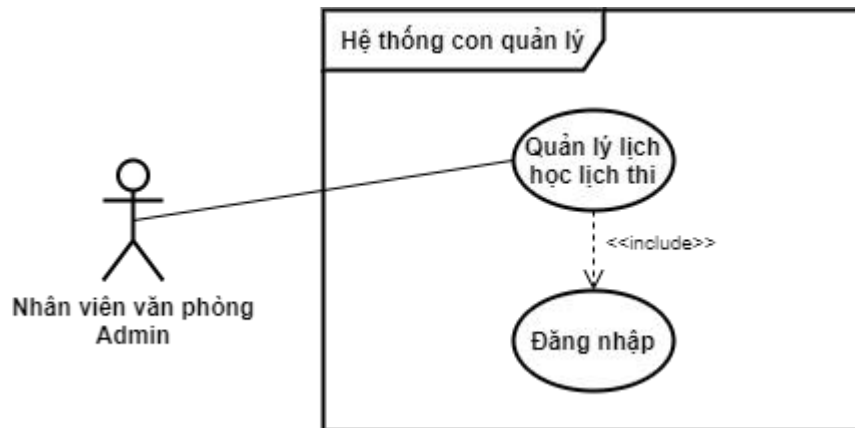 Hệ thống con quản lý
Quản lý lịch
học lịch thi
<<include>>
Nhân viên văn phòng
Admin
Đăng nhập